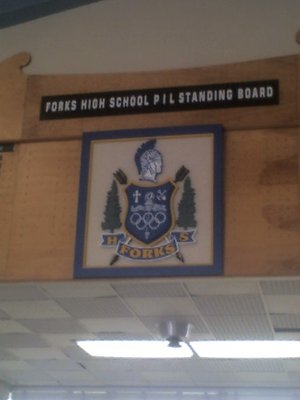 FORKS HIGH SCHOOL P I L STANDING BOARD
H S
FORKS